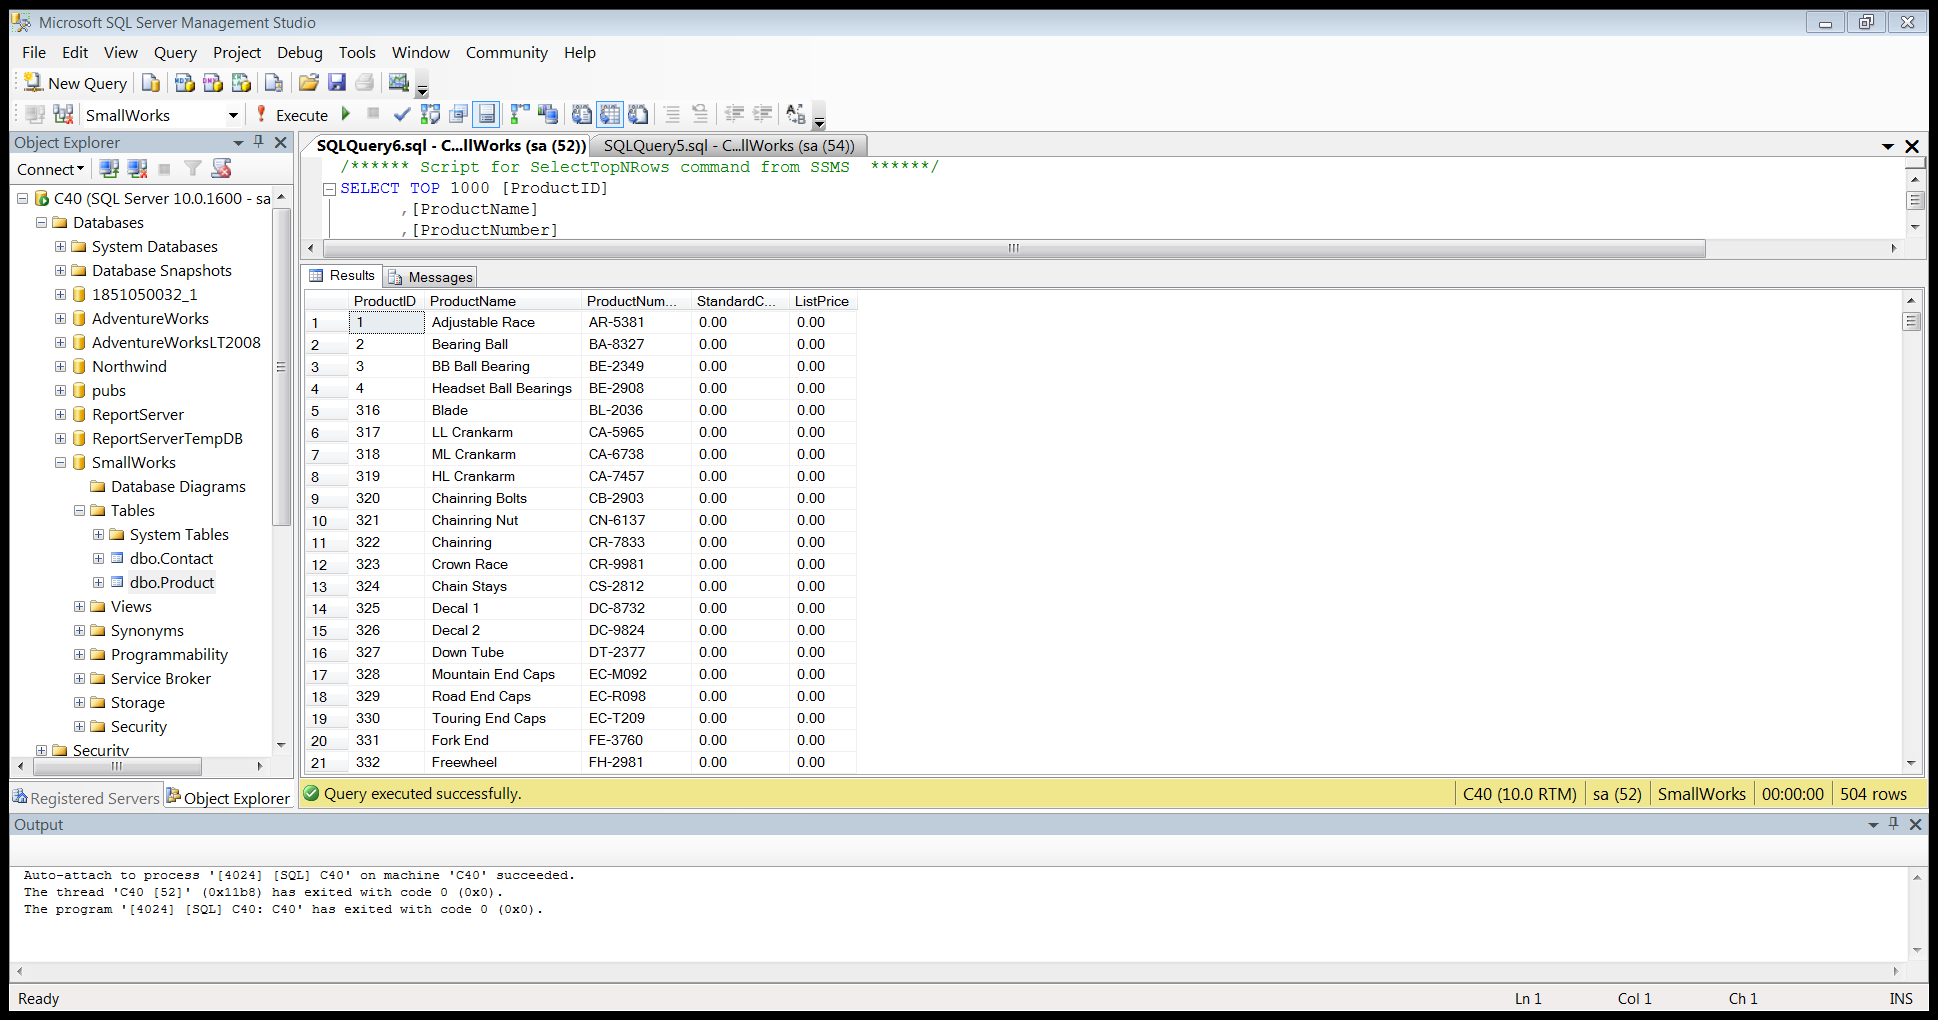 Microsoft SQL Server Management Studio
File Edit View Query Project Debug Tools Window Community Help
New Query
SmallWorks Execute
Object Explorer
Connect
C40 (SQL Server 10.0.1600 - sa
Databases
System Databases
Database Snapshots
1851050032_1
AdventureWorks
AdventureWorksLT2008
Northwind
pubs
ReportServer
ReportServerTempDB
SmallWorks
Database Diagrams
Tables
System Tables
dbo.Contact
dbo.Product
Views
Synonyms
Programmability
Service Broker
Storage
Security
Security
Registered Servers Object Explorer
SQLQuery6.sql - C...llWorks (sa (52)) SQLQuery5.sql - C...llWorks (sa (54))
/****** Script for SelectTopNRows command from SSMS ******/
SELECT TOP 1000 [ProductID]
,[ProductName]
,[ProductNumber]
Results Messages
ProductID ProductName ProductNum... StandardC... ListPrice
1 1 Adjustable Race AR-5381 0.00 0.00
2 2 Bearing Ball BA-8327 0.00 0.00
3 3 BB Ball Bearing BE-2349 0.00 0.00
4 4 Headset Ball Bearings BE-2908 0.00 0.00
5 316 Blade BL-2036 0.00 0.00
6 317 LL Crankarm CA-5965 0.00 0.00
7 318 ML Crankarm CA-6738 0.00 0.00
8 319 HL Crankarm CA-7457 0.00 0.00
9 320 Chainring Bolts CB-2903 0.00 0.00
10 321 Chainring Nut CN-6137 0.00 0.00
11 322 Chainring CR-7833 0.00 0.00
12 323 Crown Race CR-9981 0.00 0.00
13 324 Chain Stays CS-2812 0.00 0.00
14 325 Decal 1 DC-8732 0.00 0.00
15 326 Decal 2 DC-9824 0.00 0.00
16 327 Down Tube DT-2377 0.00 0.00
17 328 Mountain End Caps EC-M092 0.00 0.00
18 329 Road End Caps EC-R098 0.00 0.00
19 330 Touring End Caps EC-T209 0.00 0.00
20 331 Fork End FE-3760 0.00 0.00
21 332 Freewheel FH-2981 0.00 0.00
Query executed successfully. C40 (10.0 RTM) sa (52) SmallWorks 00:00:00 504 rows
Output
Auto-attach to process '[4024] [SQL] C40' on machine 'C40' succeeded.
The thread 'C40 [52]' (0x11b8) has exited with code 0 (0x0).
The program '[4024] [SQL] C40: C40' has exited with code 0 (0x0).
Ready Ln 1 Col 1 Ch 1 INS